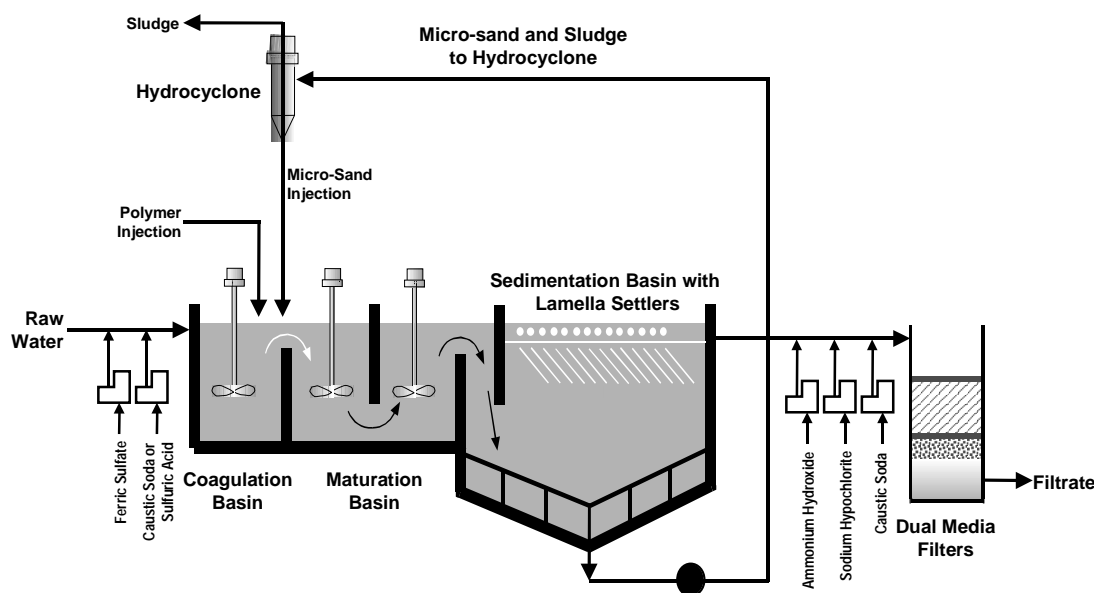 Sludge
Micro-sand and Sludge
to Hydrocyclone
Hydrocyclone
Micro-Sand
Injection
Polymer
Injection
Sedimentation Basin with
Lamella Settlers
Raw
Water
Ferric Sulfate
Caustic Soda or
Sulfuric Acid
Coagulation
Basin
Maturation
Basin
Ammonium Hydroxide
Sodium Hypochlorite
Caustic Soda
Filtrate
Dual Media
Filters